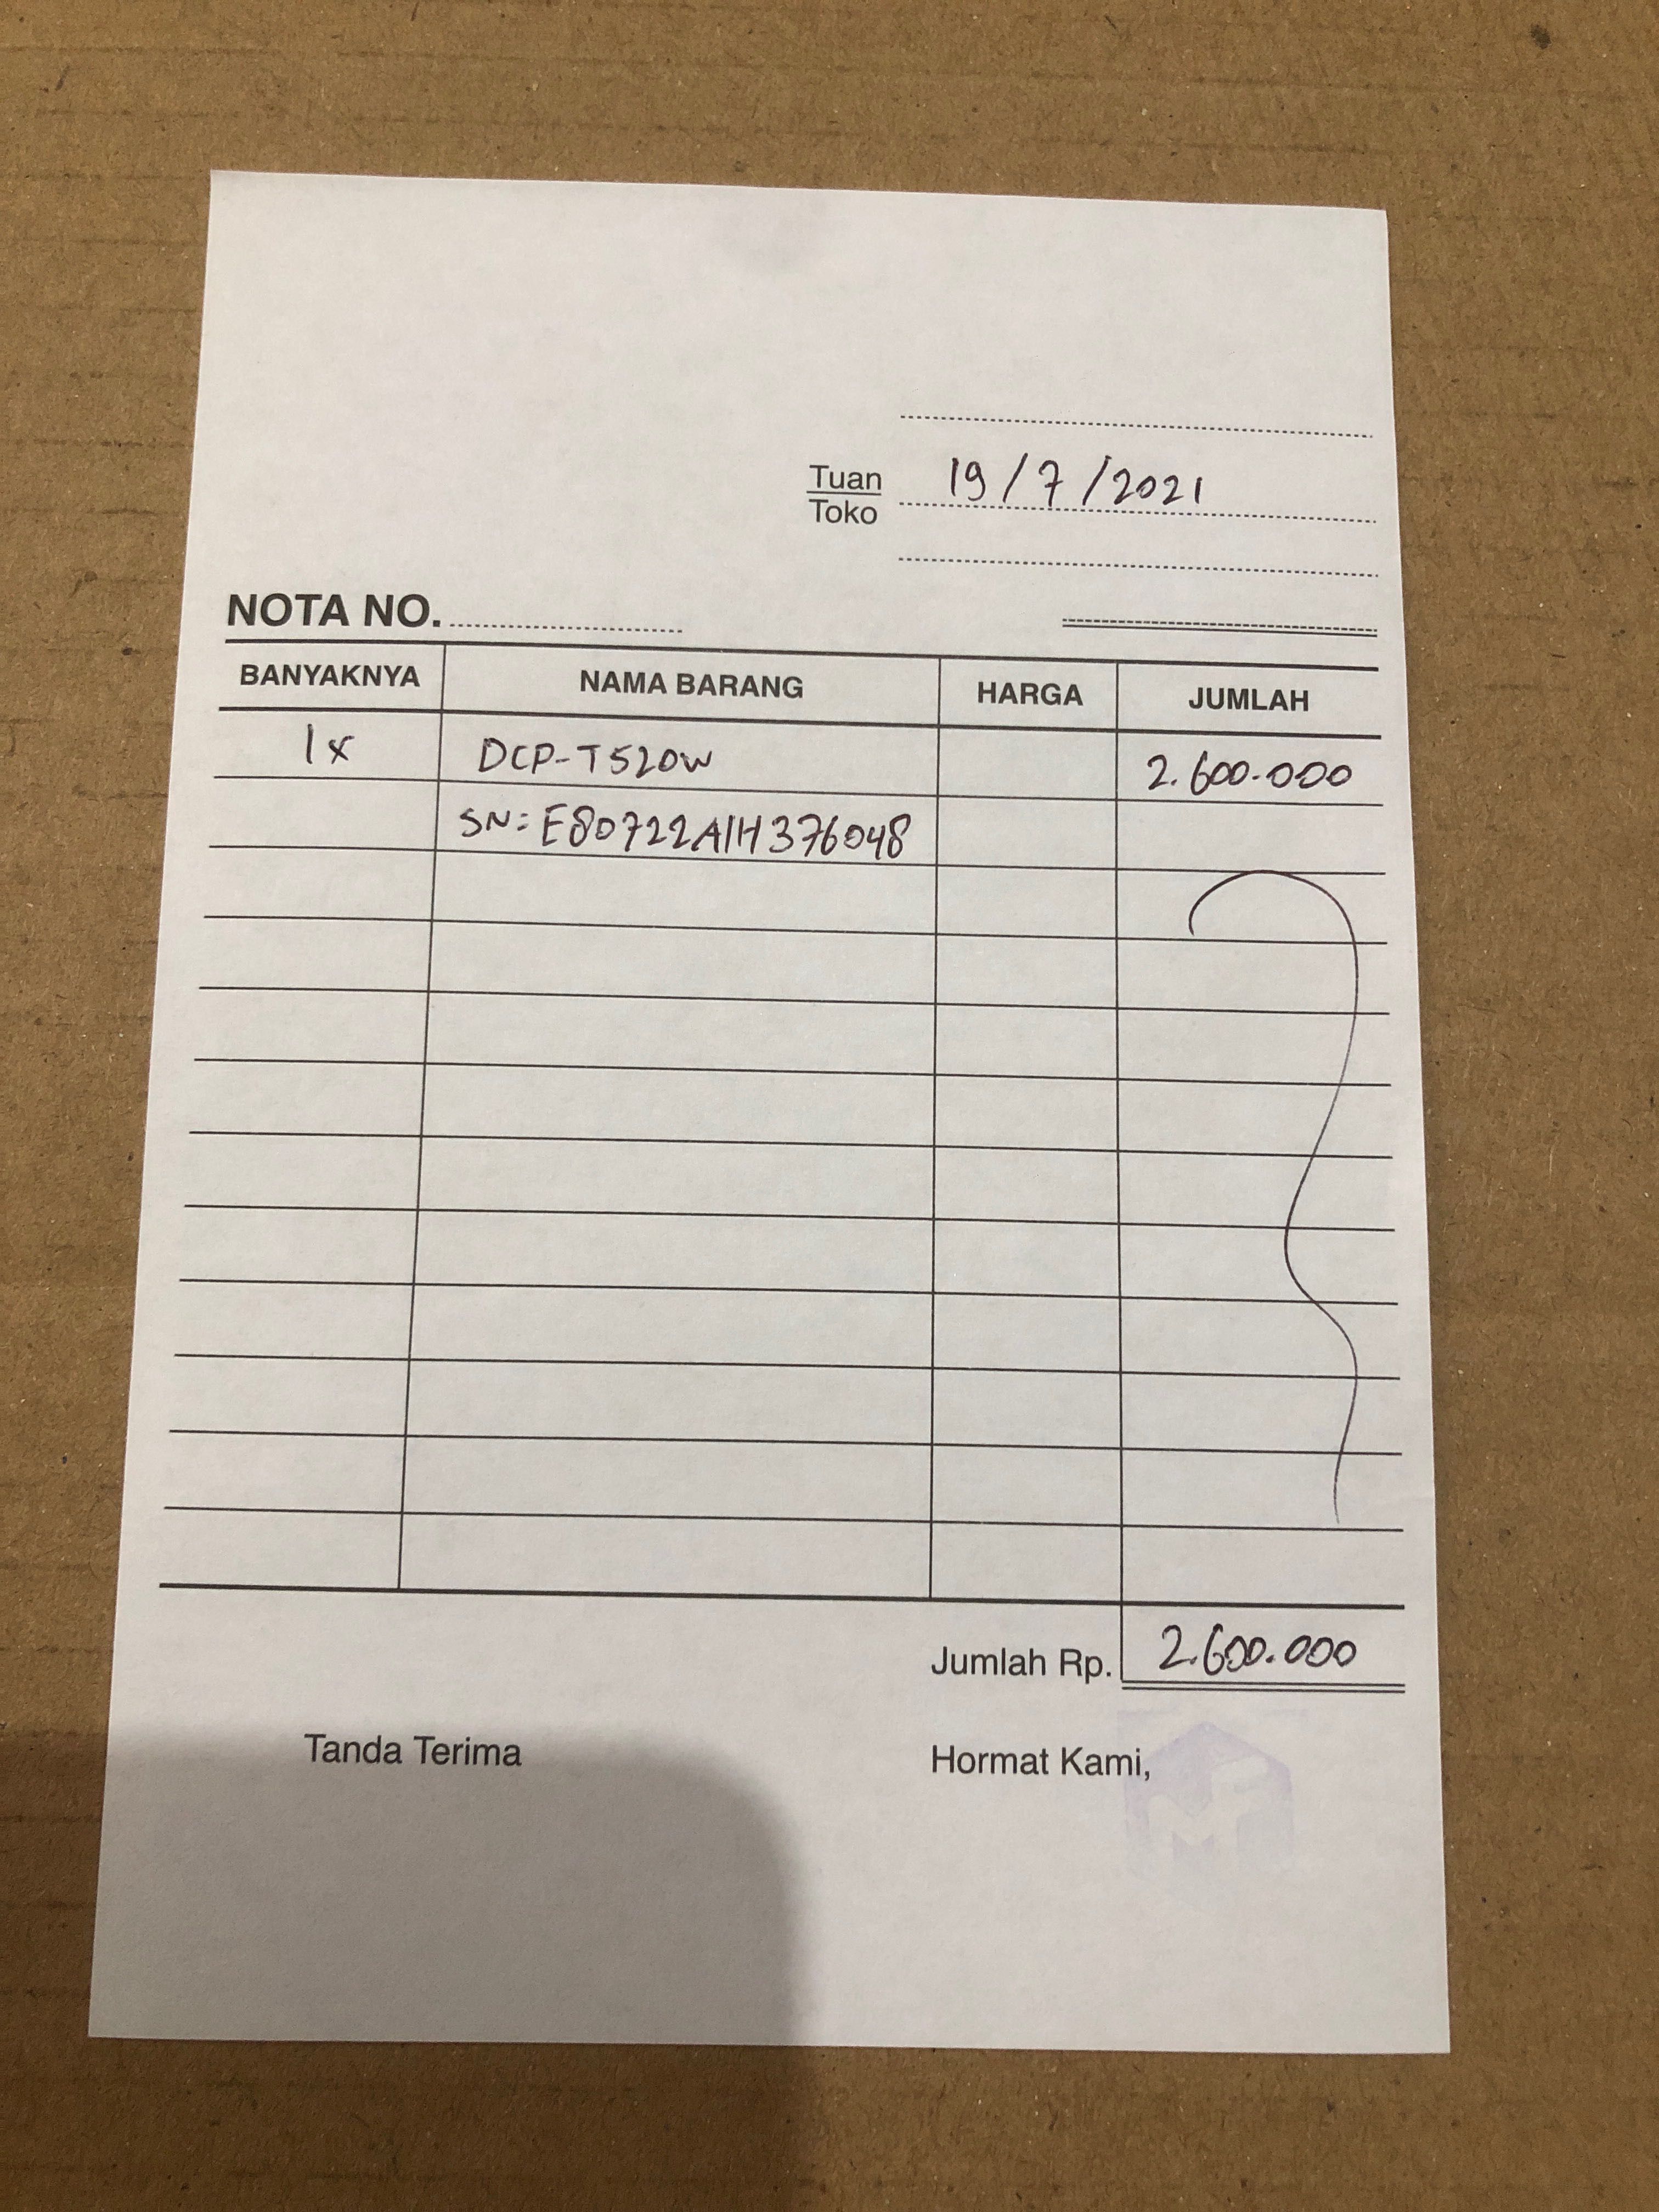 Tuan
Toko
19/7/2021
NOTA NO.
BANYAKNYA NAMA BARANG HARGA JUMLAH
1x DCP-T520W 2.600.000
SN: E80722A1H376048
Jumlah Rp. 2.600.000
Tanda Terima Hormat Kami,